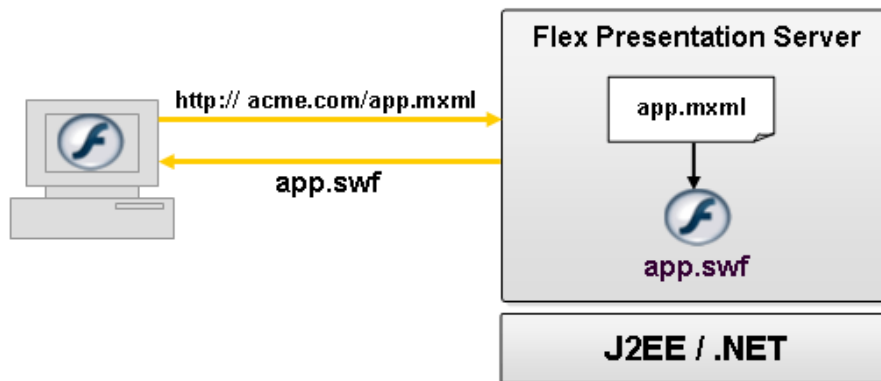 Flex Presentation Server
http:// acme.com/app.mxml
app.mxml
app.swf
app.swf
J2EE / .NET